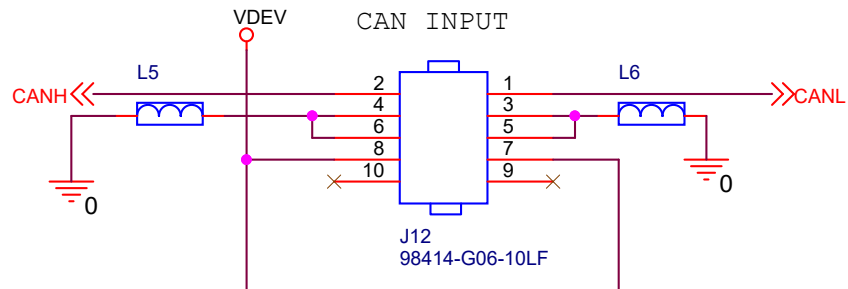 VDEV
CAN INPUT
L5
L6
CANH
2
1
CANL
4
3
6
5
8
7
10
9
0
0
J12
98414-G06-10LF